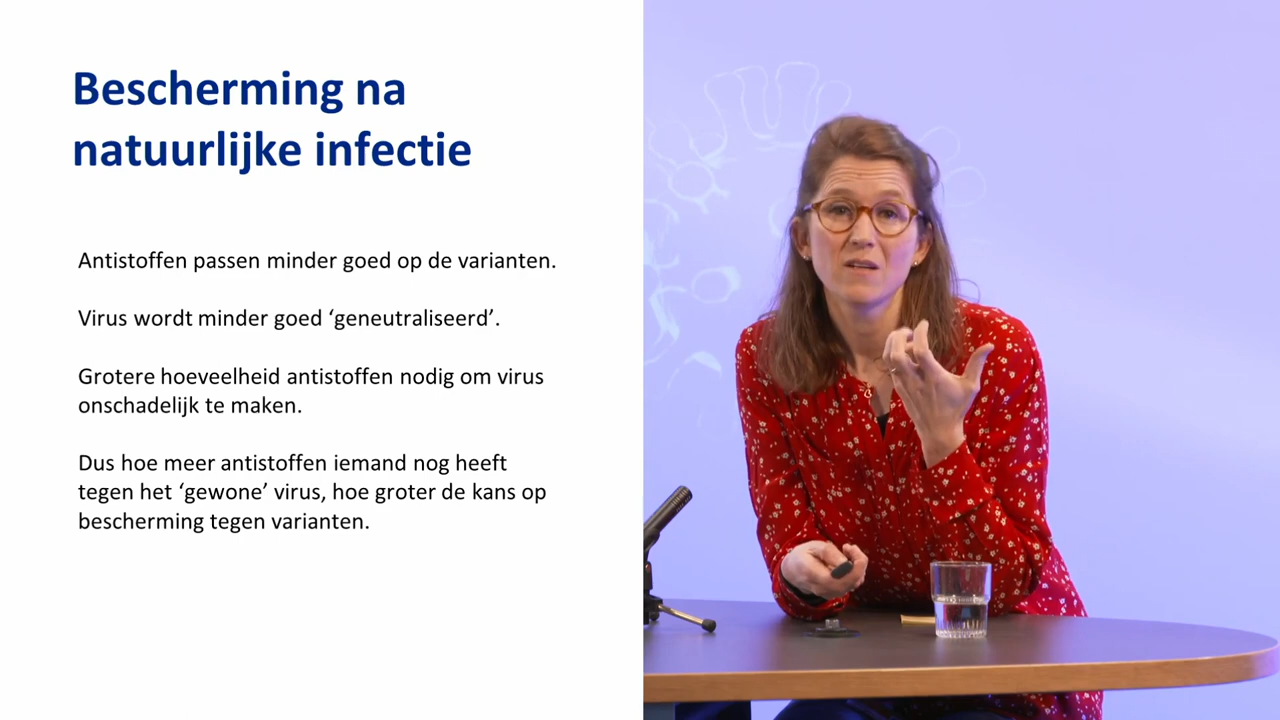 Bescherming na
natuurlijke infectie
Antistoffen passen minder goed op de varianten.
Virus wordt minder goed ‘geneutraliseerd’.
Grotere hoeveelheid antistoffen nodig om virus
onschadelijk te maken.
Dus hoe meer antistoffen iemand nog heeft
tegen het ‘gewone’ virus, hoe groter de kans op
bescherming tegen varianten.